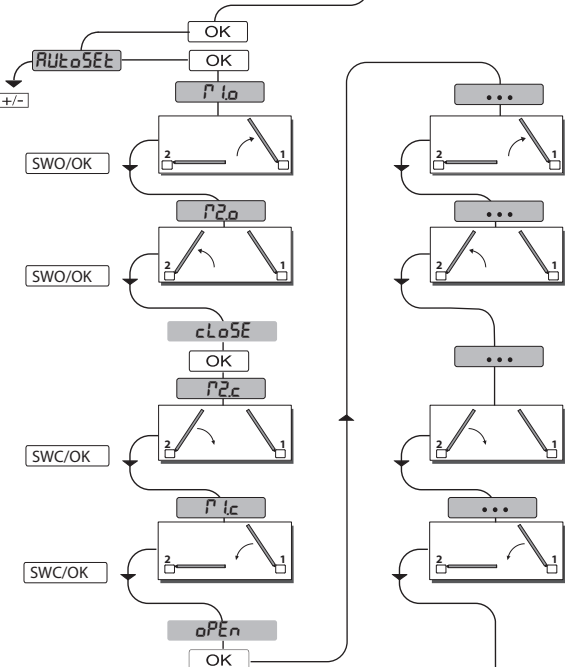 OK
AUtoSEt
OK
+/-
M1.o
2 1
SWO/OK
M2.o
2 1
SWO/OK
cLoSE
OK
M2.c
2 1
SWC/OK
M1.c
2 1
SWC/OK
oPEn
OK
...
2 1
...
2 1
...
2 1
...
2 1